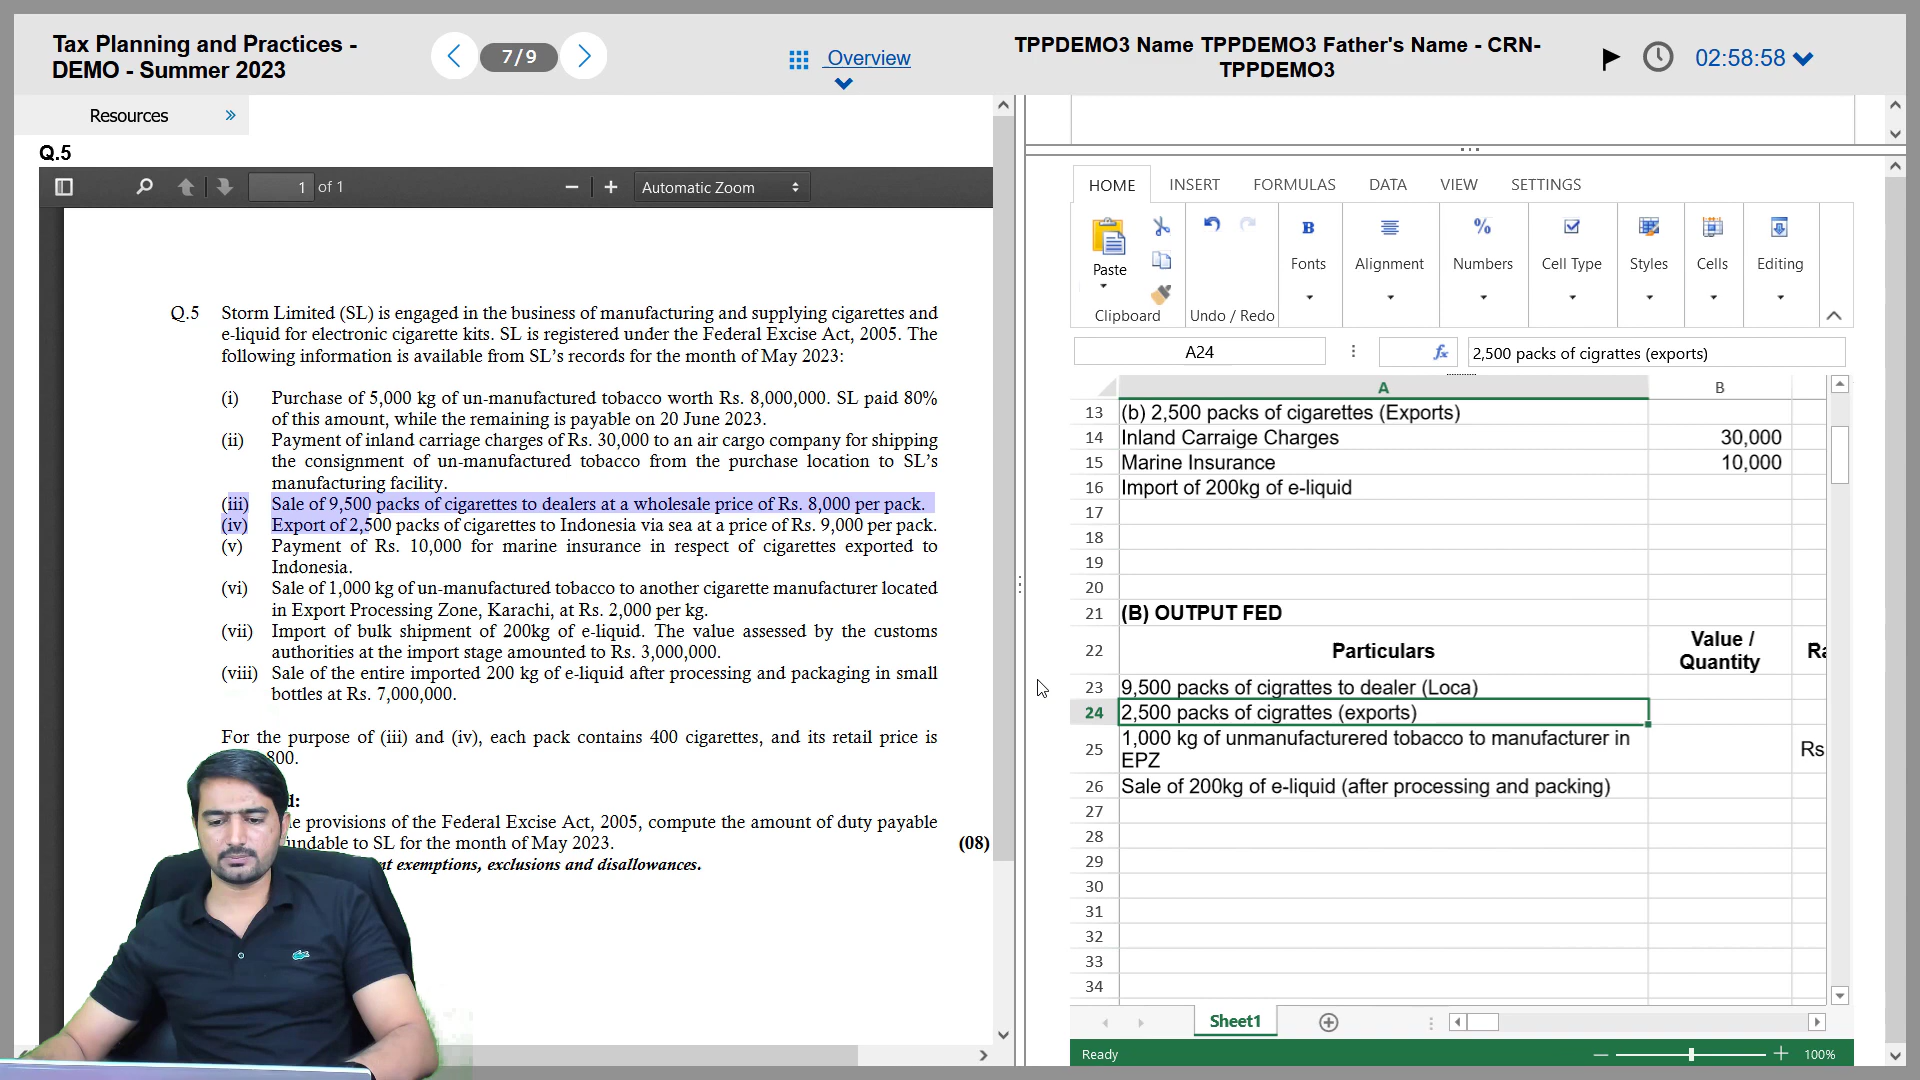 Tax Planning and Practices -
DEMO - Summer 2023
7/9
Overview
TPPDEMO3 Name TPPDEMO3 Father's Name - CRN-
TPPDEMO3
02:58:58
Resources
Q.5
1 of 1
Automatic Zoom
Q.5 Storm Limited (SL) is engaged in the business of manufacturing and supplying cigarettes and
e-liquid for electronic cigarette kits. SL is registered under the Federal Excise Act, 2005. The
following information is available from SL's records for the month of May 2023:
(i) Purchase of 5,000 kg of un-manufactured tobacco worth Rs. 8,000,000. SL paid 80%
of this amount, while the remaining is payable on 20 June 2023.
(ii) Payment of inland carriage charges of Rs. 30,000 to an air cargo company for shipping
the consignment of un-manufactured tobacco from the purchase location to SL's
manufacturing facility.
(iii) Sale of 9,500 packs of cigarettes to dealers at a wholesale price of Rs. 8,000 per pack.
(iv) Export of 2,500 packs of cigarettes to Indonesia via sea at a price of Rs. 9,000 per pack.
(v) Payment of Rs. 10,000 for marine insurance in respect of cigarettes exported to
Indonesia.
(vi) Sale of 1,000 kg of un-manufactured tobacco to another cigarette manufacturer located
in Export Processing Zone, Karachi, at Rs. 2,000 per kg.
(vii) Import of bulk shipment of 200kg of e-liquid. The value assessed by the customs
authorities at the import stage amounted to Rs. 3,000,000.
(viii) Sale of the entire imported 200 kg of e-liquid after processing and packaging in small
bottles at Rs. 7,000,000.
For the purpose of (iii) and (iv), each pack contains 400 cigarettes, and its retail price is
800.
d:
e provisions of the Federal Excise Act, 2005, compute the amount of duty payable
undable to SL for the month of May 2023.
(08)
nt exemptions, exclusions and disallowances.
HOME INSERT FORMULAS DATA VIEW SETTINGS
Paste
Clipboard
Undo / Redo
Fonts
Alignment
%
Numbers
Cell Type
Styles
Cells
Editing
A24
fx
2,500 packs of cigrattes (exports)
A B
13 (b) 2,500 packs of cigarettes (Exports)
14 Inland Carraige Charges 30,000
15 Marine Insurance 10,000
16 Import of 200kg of e-liquid
17
18
19
20
21 (B) OUTPUT FED
22 Particulars Value / Quantity Ra
23 9,500 packs of cigrattes to dealer (Loca)
24 2,500 packs of cigrattes (exports)
25 1,000 kg of unmanufacturered tobacco to manufacturer in EPZ Rs
26 Sale of 200kg of e-liquid (after processing and packing)
27
28
29
30
31
32
33
34
Sheet1
Ready
100%